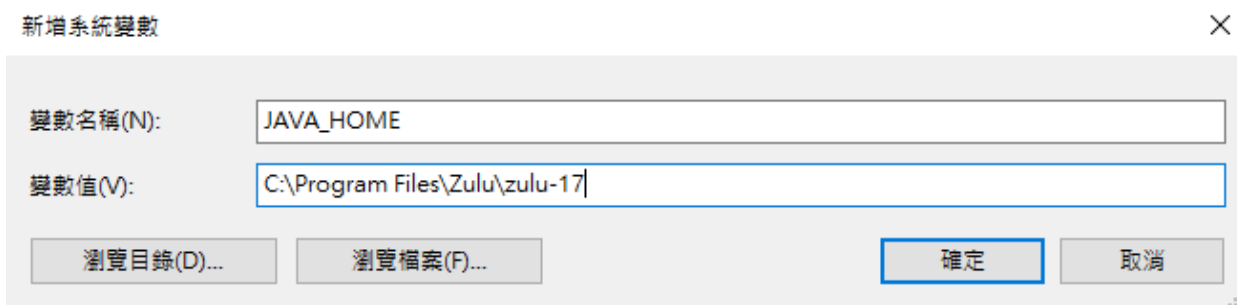 新增系統變數
變數名稱(N): JAVA_HOME
變數值(V): C:\Program Files\Zulu\zulu-17
瀏覽目錄(D)... 瀏覽檔案(F)... 確定 取消